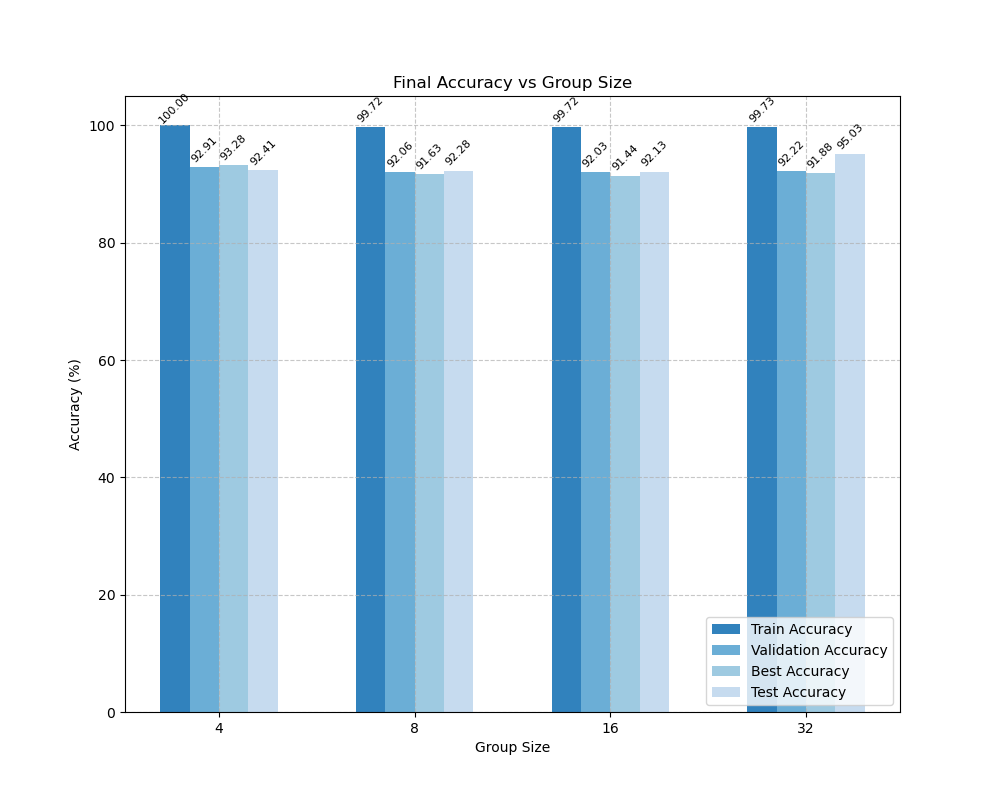 Final Accuracy vs Group Size
100.00
92.91
93.28
92.41
99.72
92.06
91.63
92.28
99.72
92.03
91.44
92.13
99.73
92.22
91.88
95.03
100
80
60
40
20
0
Accuracy (%)
Train Accuracy
Validation Accuracy
Best Accuracy
Test Accuracy
4 8 16 32
Group Size